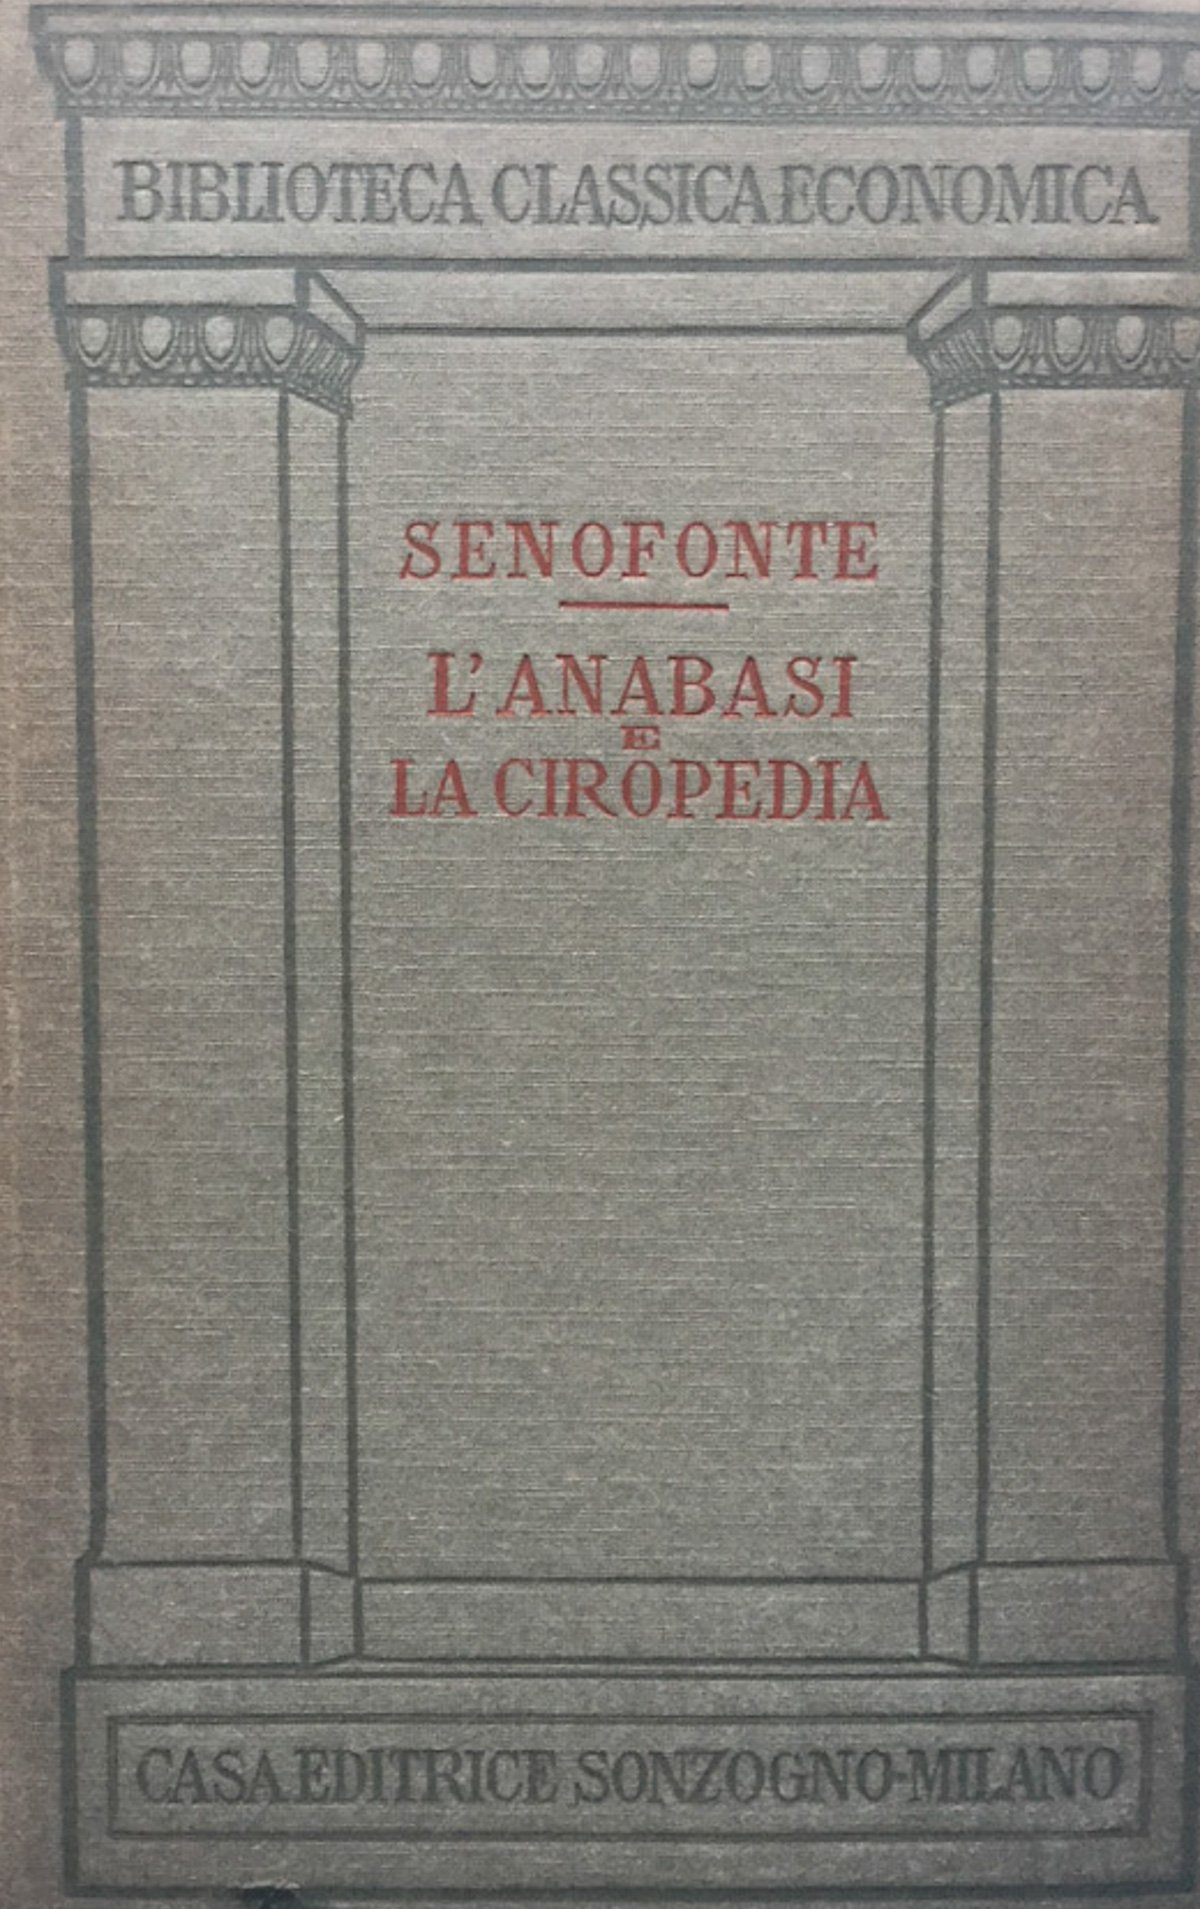 BIBLIOTECA CLASSICA ECONOMICA
SENOFONTE
L'ANABASI
E
LA CIROPEDIA
CASA EDITRICE SONZOGNO-MILANO